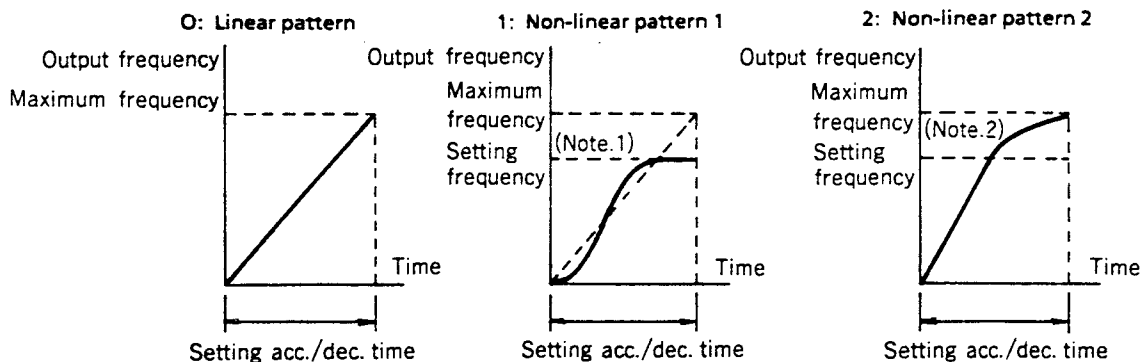 0: Linear pattern
Output frequency
Maximum frequency
Time
Setting acc./dec. time
1: Non-linear pattern 1
Output frequency
Maximum
frequency
(Note.1)
Setting
frequency
Time
Setting acc./dec. time
2: Non-linear pattern 2
Output frequency
Maximum
frequency
(Note.2)
Setting
frequency
Time
Setting acc./dec. time